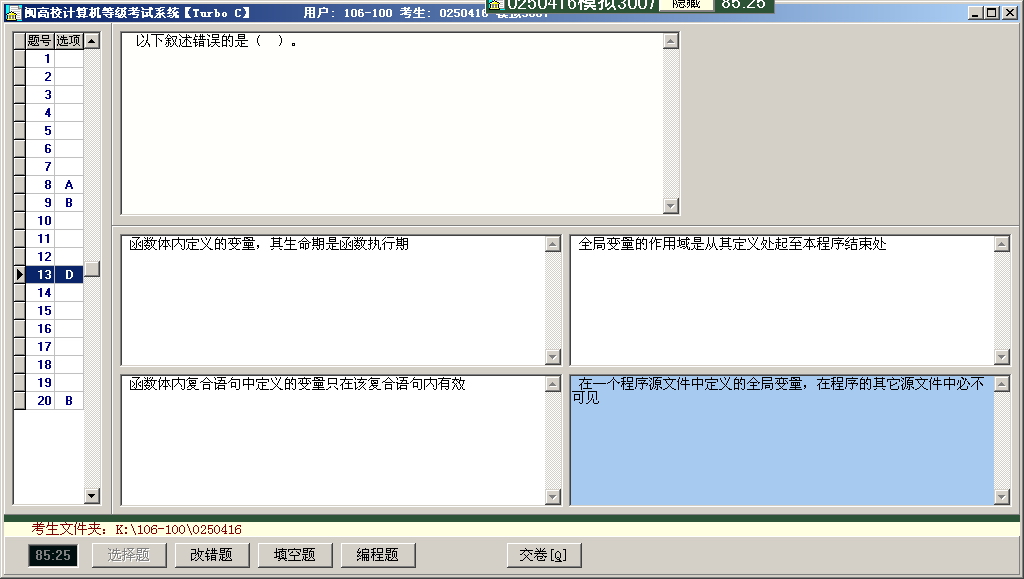 闽高校计算机等级考试系统【Turbo C】 用户: 106-100 考生: 0250416 模拟3007
0250416模拟3007 隐藏 85:25
题号 选项
以下叙述错误的是（ ）。
1
2
3
4
5
6
7
8 A
9 B
10
11
12
13 D
14
15
16
17
18
19
20 B
函数体内定义的变量，其生命期是函数执行期
全局变量的作用域是从其定义处起至本程序结束处
函数体内复合语句中定义的变量只在该复合语句内有效
在一个程序源文件中定义的全局变量，在程序的其它源文件中必不
可见
考生文件夹：K:\106-100\0250416
85:25 选择题 改错题 填空题 编程题 交卷[Q]